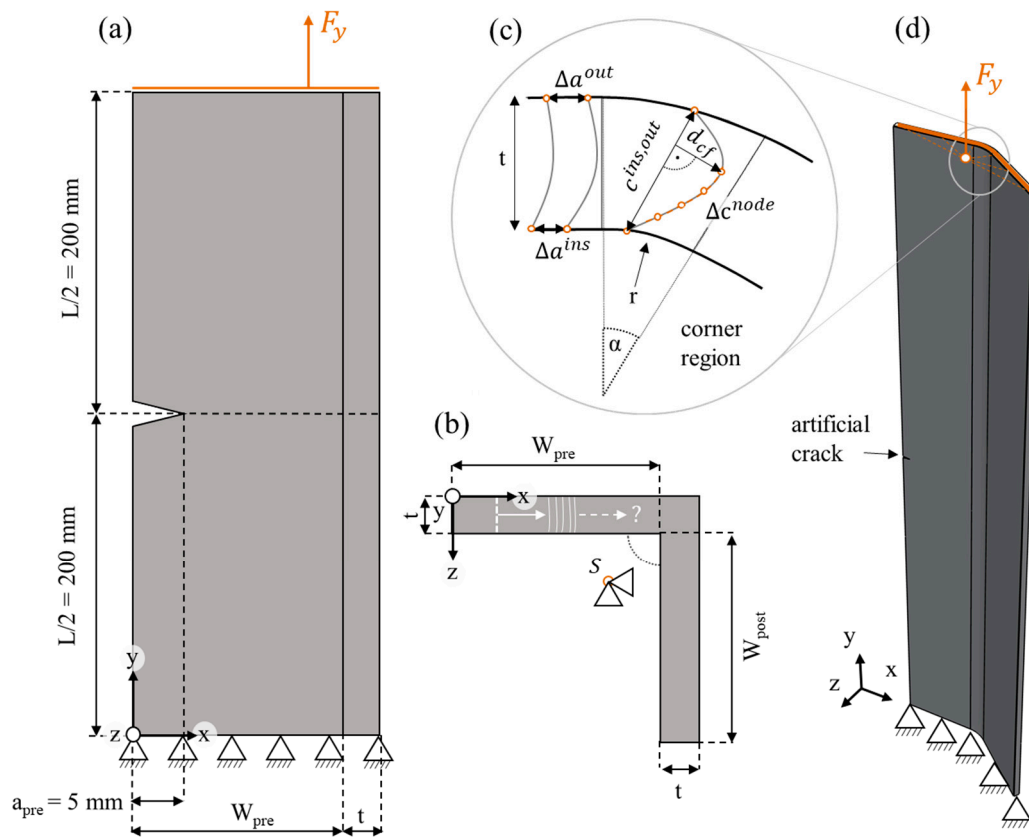 (a)
F_y
L/2 = 200 mm
L/2 = 200 mm
y
z
x
a_pre = 5 mm
W_pre
t
(c)
Δa^out
t
c^ins,out
d_cf
Δc^node
Δa^ins
r
α
corner
region
(b)
W_pre
t
y
x
z
?
S
W_post
t
(d)
F_y
artificial
crack
y
z
x